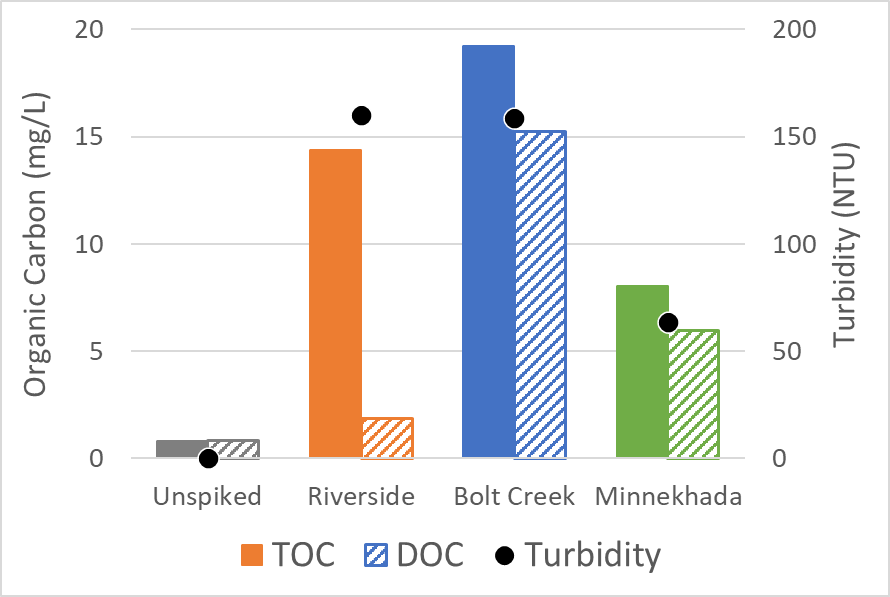 Organic Carbon (mg/L)
20
15
10
5
0
200
150
100
50
0
Turbidity (NTU)
Unspiked Riverside Bolt Creek Minnekhada
TOC DOC Turbidity